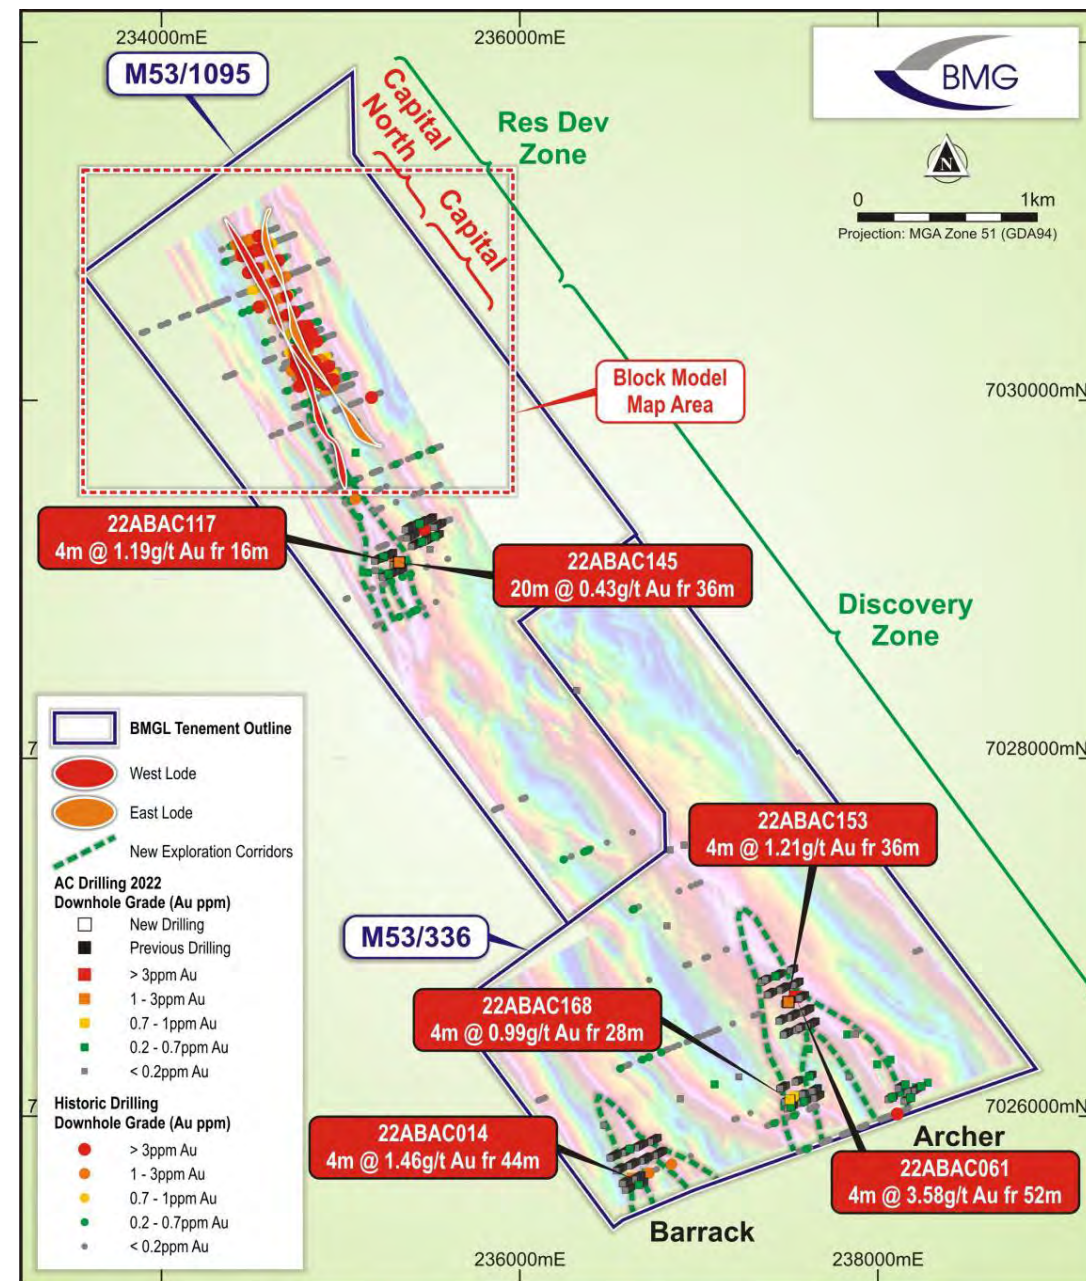 234000mE
236000mE
M53/1095
BMG
Capital
North
Capital
Res Dev
Zone
N
0 1km
Projection: MGA Zone 51 (GDA94)
Block Model
Map Area
7030000mN
22ABAC117
4m @ 1.19g/t Au fr 16m
22ABAC145
20m @ 0.43g/t Au fr 36m
Discovery
Zone
7028000mN
7
BMGL Tenement Outline
West Lode
East Lode
New Exploration Corridors
AC Drilling 2022
Downhole Grade (Au ppm)
New Drilling
Previous Drilling
> 3ppm Au
1 - 3ppm Au
0.7 - 1ppm Au
0.2 - 0.7ppm Au
< 0.2ppm Au
Historic Drilling
Downhole Grade (Au ppm)
> 3ppm Au
1 - 3ppm Au
0.7 - 1ppm Au
0.2 - 0.7ppm Au
< 0.2ppm Au
7
22ABAC153
4m @ 1.21g/t Au fr 36m
M53/336
22ABAC168
4m @ 0.99g/t Au fr 28m
7026000mN
22ABAC014
4m @ 1.46g/t Au fr 44m
Archer
22ABAC061
4m @ 3.58g/t Au fr 52m
Barrack
236000mE
238000mE